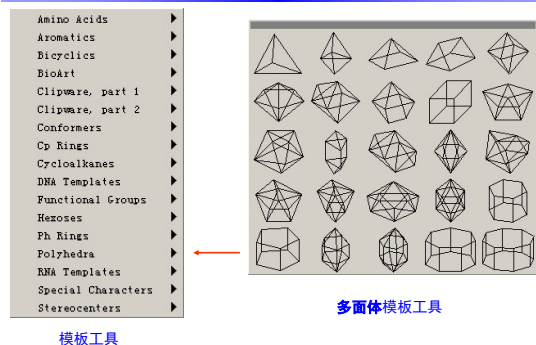 Amino Acids
Aromatics
Bicyclics
BioArt
Clipware, part 1
Clipware, part 2
Conformers
Cp Rings
Cycloalkanes
DNA Templates
Functional Groups
Hexoses
Ph Rings
Polyhedra
RNA Templates
Special Characters
Stereocenters
多面体模板工具
模板工具